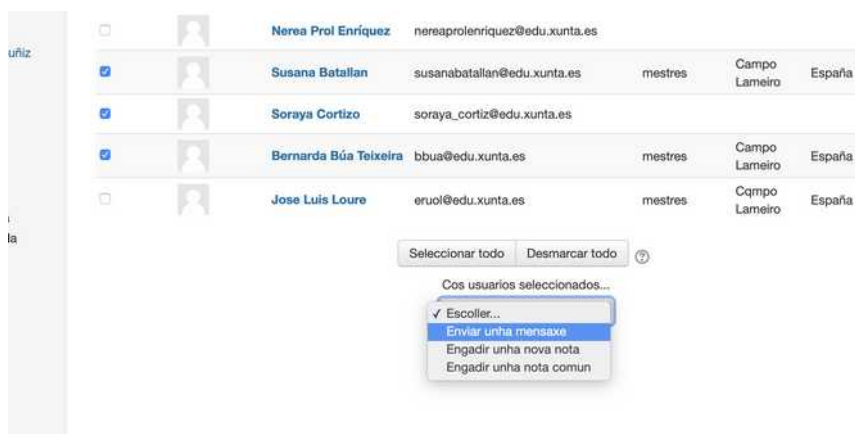 uñiz
la
Nerea Prol Enríquez nereaprolenriquez@edu.xunta.es
Susana Batallan susanabatallan@edu.xunta.es mestres Campo Lameiro España
Soraya Cortizo soraya_cortiz@edu.xunta.es
Bernarda Búa Teixeira bbua@edu.xunta.es mestres Campo Lameiro España
Jose Luis Loure eruol@edu.xunta.es mestres Cqmpo Lameiro España
Seleccionar todo Desmarcar todo ?
Cos usuarios seleccionados...
✓ Escoller...
Enviar unha mensaxe
Engadir unha nova nota
Engadir unha nota comun